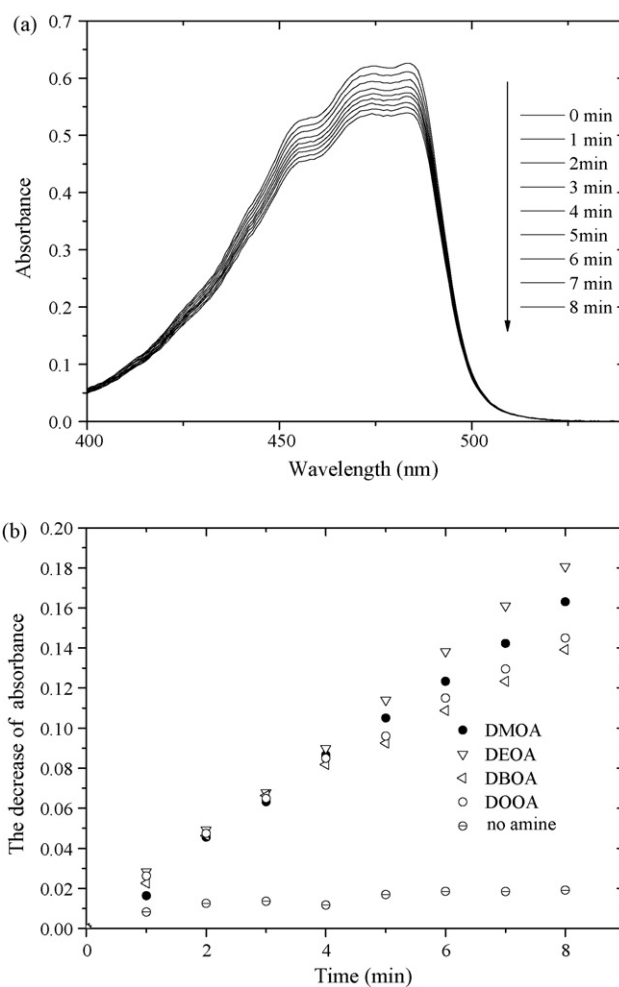 (a)
0.7
0.6
0.5
0.4
0.3
0.2
0.1
0.0
Absorbance
400
450
500
Wavelength (nm)
0 min
1 min
2min
3 min
4 min
5min
6 min
7 min
8 min
(b)
0.20
0.18
0.16
0.14
0.12
0.10
0.08
0.06
0.04
0.02
0.00
The decrease of absorbance
0
2
4
6
8
Time (min)
DMOA
DEOA
DBOA
DOOA
no amine